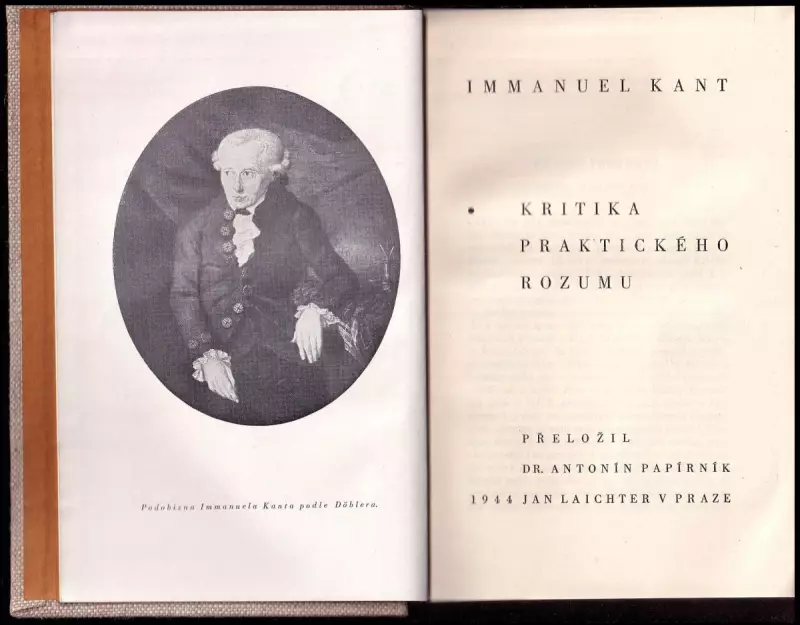 Podobizna Immanuela Kanta podle Döblera.
IMMANUEL KANT
KRITIKA
PRAKTICKÉHO
ROZUMU
PŘELOŽIL
DR. ANTONÍN PAPÍRNÍK
1944 JAN LAICHTER V PRAZE